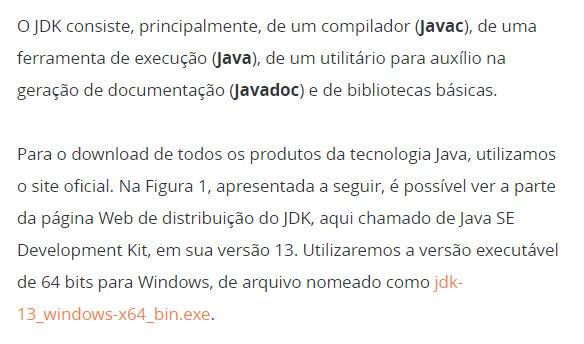 O JDK consiste, principalmente, de um compilador (Javac), de uma
ferramenta de execução (Java), de um utilitário para auxílio na
geração de documentação (Javadoc) e de bibliotecas básicas.
Para o download de todos os produtos da tecnologia Java, utilizamos
o site oficial. Na Figura 1, apresentada a seguir, é possível ver a parte
da página Web de distribuição do JDK, aqui chamado de Java SE
Development Kit, em sua versão 13. Utilizaremos a versão executável
de 64 bits para Windows, de arquivo nomeado como jdk-
13_windows-x64_bin.exe.